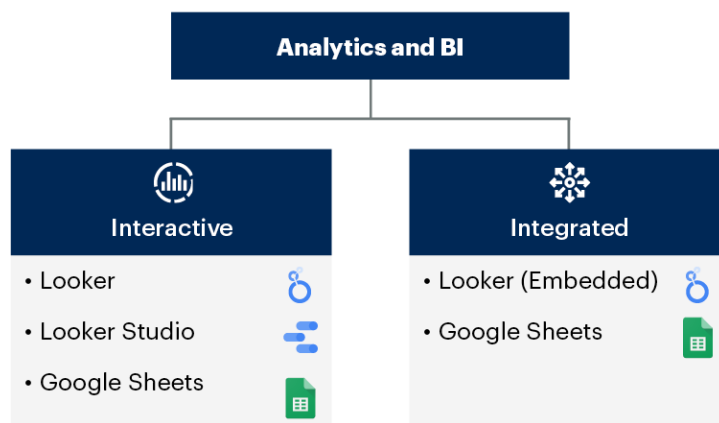 Analytics and BI
Interactive
• Looker
• Looker Studio
• Google Sheets
Integrated
• Looker (Embedded)
• Google Sheets